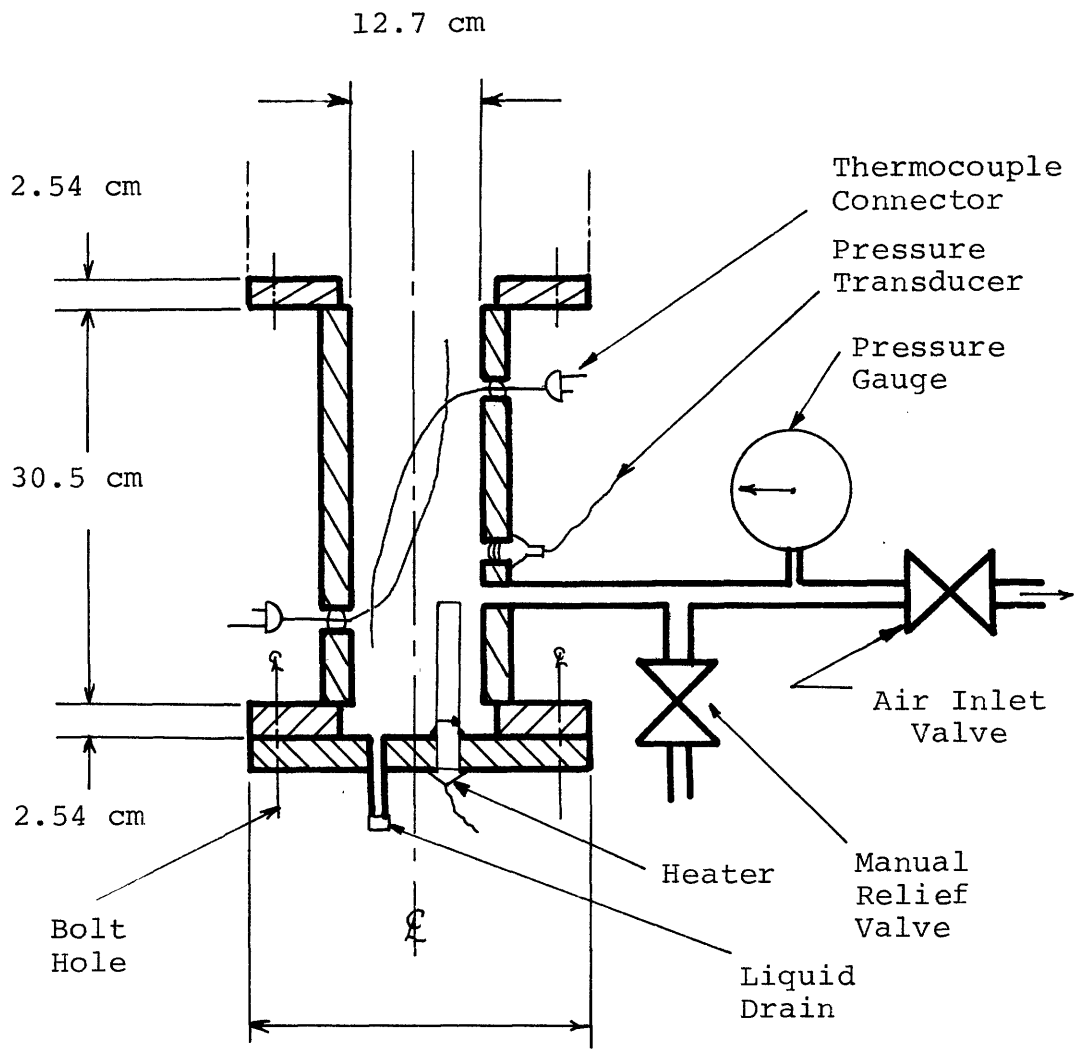 12.7 cm
2.54 cm
Thermocouple
Connector
Pressure
Transducer
Pressure
Gauge
30.5 cm
Air Inlet
Valve
2.54 cm
Bolt
Hole
Heater
Manual
Relief
Valve
Liquid
Drain
℄
℄
℄